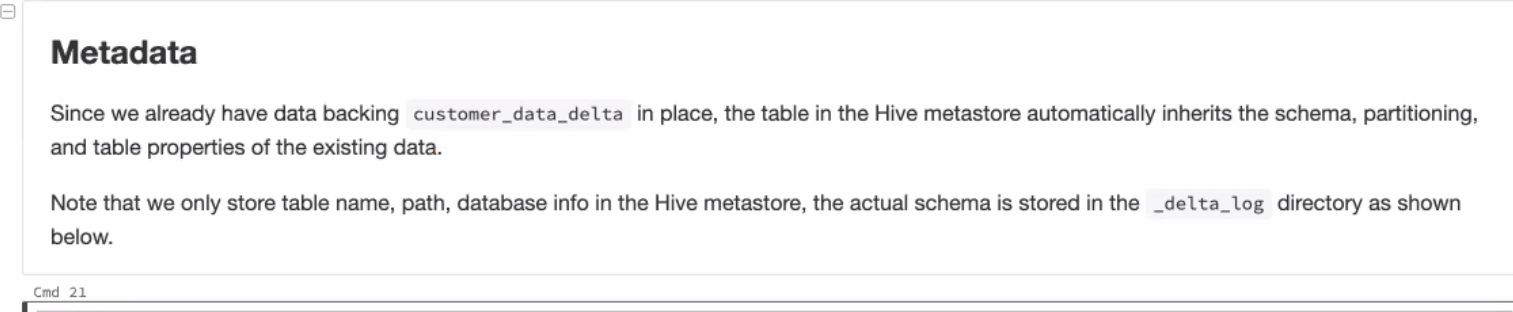 Metadata
Since we already have data backing customer_data_delta in place, the table in the Hive metastore automatically inherits the schema, partitioning,
and table properties of the existing data.
Note that we only store table name, path, database info in the Hive metastore, the actual schema is stored in the _delta_log directory as shown
below.
Cmd 21